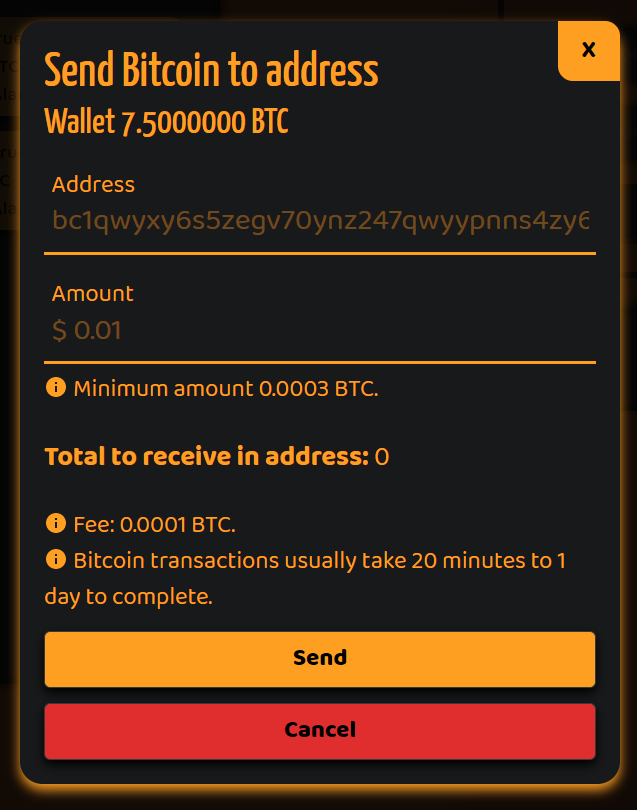 X
Send Bitcoin to address
Wallet 7.5000000 BTC
Address
bc1qwyxy6s5zegv70ynz247qwyypnns4zy6
Amount
$ 0.01
Minimum amount 0.0003 BTC.
Total to receive in address: 0
Fee: 0.0001 BTC.
Bitcoin transactions usually take 20 minutes to 1
day to complete.
Send
Cancel